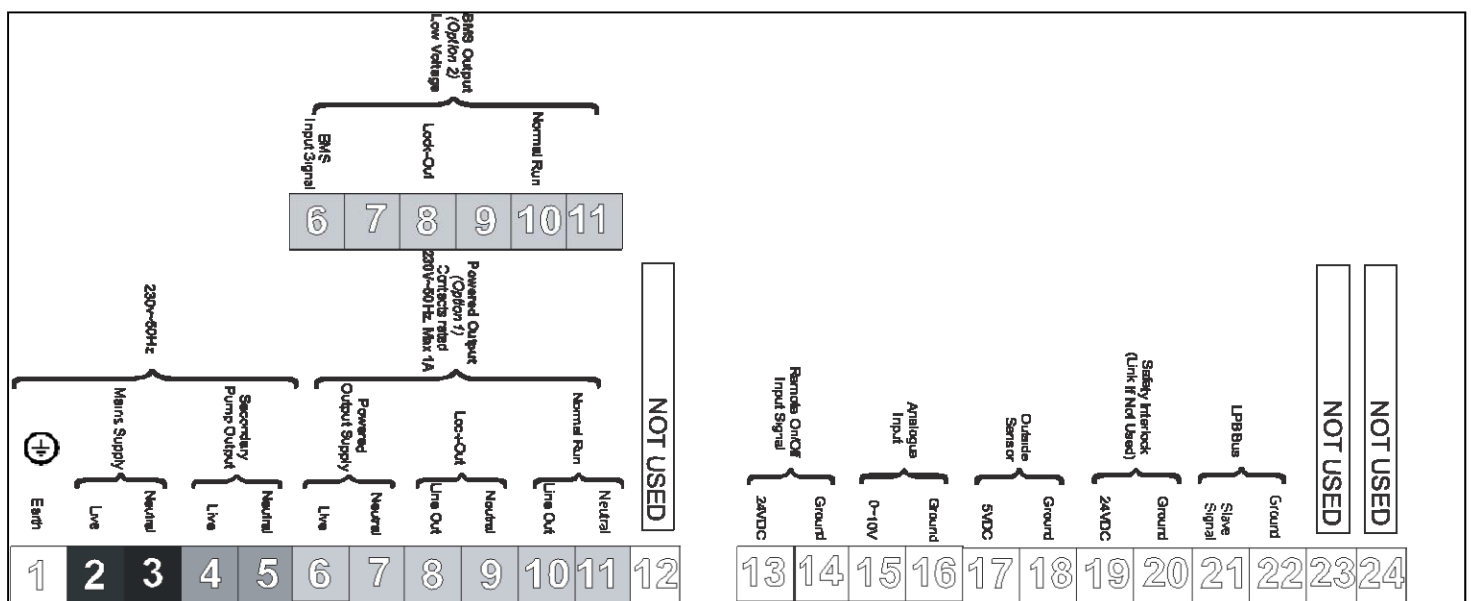 BMS Output
(Option 2)
Low Voltage
BMS
Input Signal
Lock-Out
Normal Run
6 7 8 9 10 11
230v~50Hz
Powered Output
(Option 1)
Contacts rated
230V~50Hz. Max 1A
Mains Supply
Secondary
Pump Output
Powered
Output Supply
Lock-Out
Normal Run
NOT USED
Earth
Live
Neutral
Live
Neutral
Live
Neutral
Line Out
Neutral
Line Out
Neutral
1 2 3 4 5 6 7 8 9 10 11 12
Remote On/Off
Input Signal
Analogue
Input
Outside
Sensor
Safety Interlock
(Link If Not Used)
LPB Bus
NOT USED
NOT USED
24VDC
Ground
0~10V
Ground
5VDC
Ground
24VDC
Ground
Slave
Signal
Ground
13 14 15 16 17 18 19 20 21 22 23 24